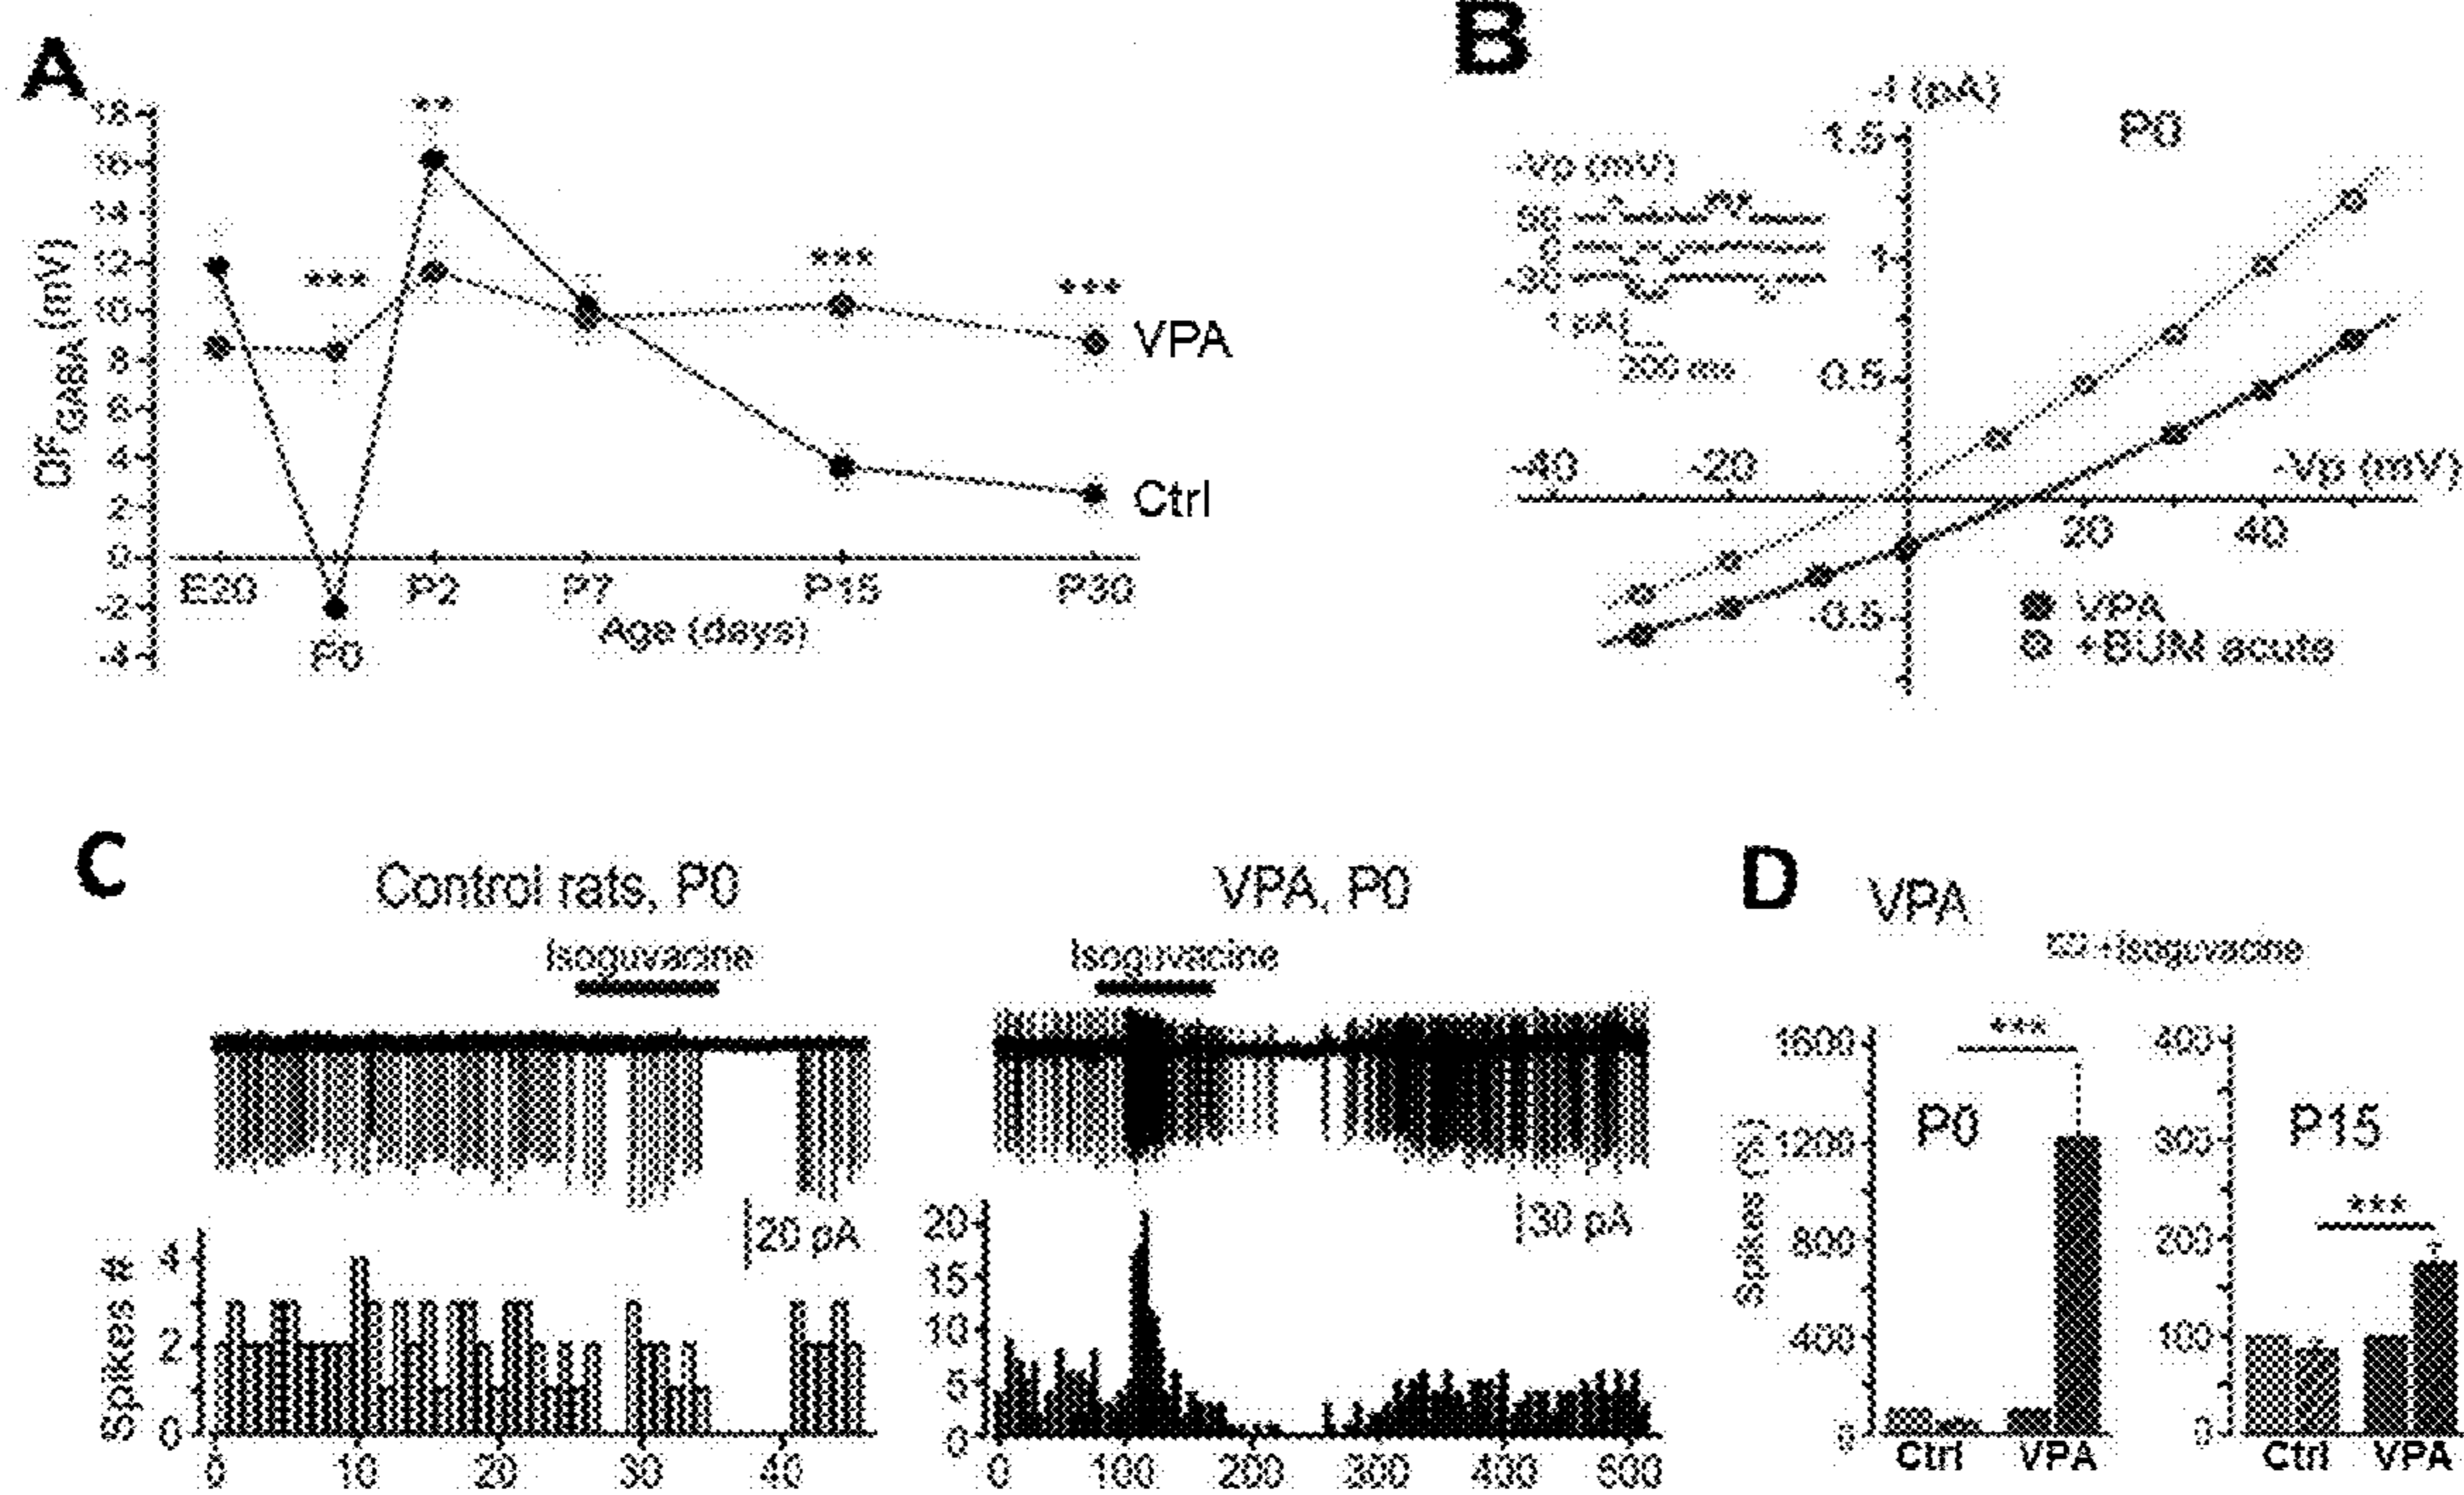 A
B
**
18
16
14
12
10
8
6
4
2
0
-2
-4
DF GABA (mV)
***
***
***
VPA
Ctrl
E20
P0
P2
P7
P15
P30
Age (days)
-I (pA)
P0
1.5
1
0.5
-0.5
-Vp (mV)
1 pA
200 ms
-40
-20
20
40
-Vp (mV)
VPA
+BUM acute
C
Control rats, P0
Isoguvacine
20 pA
Spikes #
4
2
0
0
10
20
30
40
VPA, P0
Isoguvacine
30 pA
20
15
10
5
0
0
100
200
300
400
D
VPA
+Isoguvacine
***
1600
1200
800
400
0
P0
Spikes (%)
Ctrl
VPA
400
300
200
100
0
P15
***
Ctrl
VPA